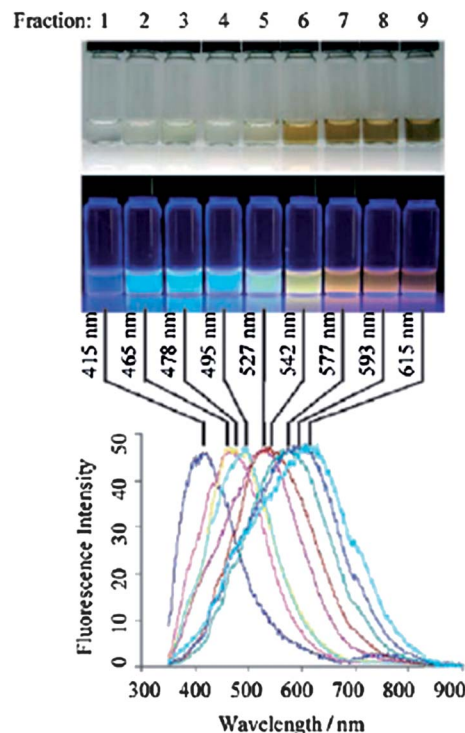 Fraction: 1 2 3 4 5 6 7 8 9
415 nm
465 nm
478 nm
495 nm
527 nm
542 nm
577 nm
593 nm
615 nm
50
40
30
20
10
0
Fluorescence Intensity
300 400 500 600 700 800 900
Wavelength / nm